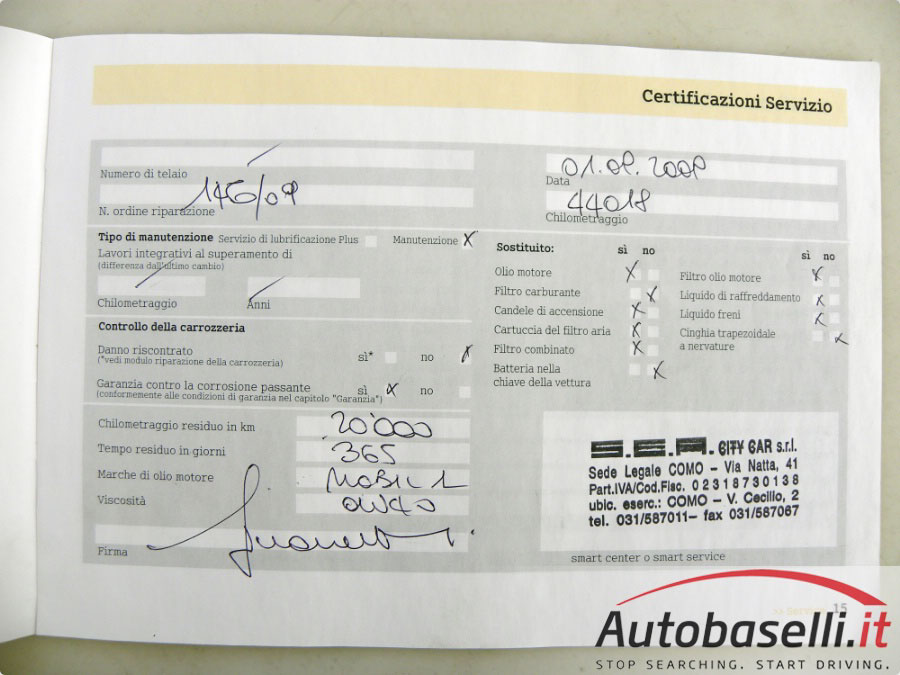 Certificazioni Servizio
Numero di telaio
N. ordine riparazione
Data
44018
Chilometraggio
Tipo di manutenzione Servizio di lubrificazione Plus Manutenzione X
Lavori integrativi al superamento di
(differenza dall'ultimo cambio)
Chilometraggio Anni
Controllo della carrozzeria
Danno riscontrato sì* no X
(*vedi modulo riparazione della carrozzeria)
Garanzia contro la corrosione passante sì X no
(conformemente alle condizioni di garanzia nel capitolo "Garanzia")
Chilometraggio residuo in km 20'000
Tempo residuo in giorni 365
Marche di olio motore MOBIL 1
Viscosità 0W40
Firma
Sostituito: sì no
Olio motore X
Filtro carburante X
Candele di accensione X
Cartuccia del filtro aria X
Filtro combinato X
Batteria nella
chiave della vettura X
sì no
Filtro olio motore X
Liquido di raffreddamento X
Liquido freni X
Cinghia trapezoidale
a nervature X
S.E.A. CITY CAR s.r.l.
Sede Legale COMO - Via Natta, 41
Part.IVA/Cod.Fisc. 02318730138
ubic. eserc.: COMO - V. Cecilio, 2
tel. 031/587011- fax 031/587067
smart center o smart service
>> Servizio 15
Autobaselli.it
STOP SEARCHING. START DRIVING.